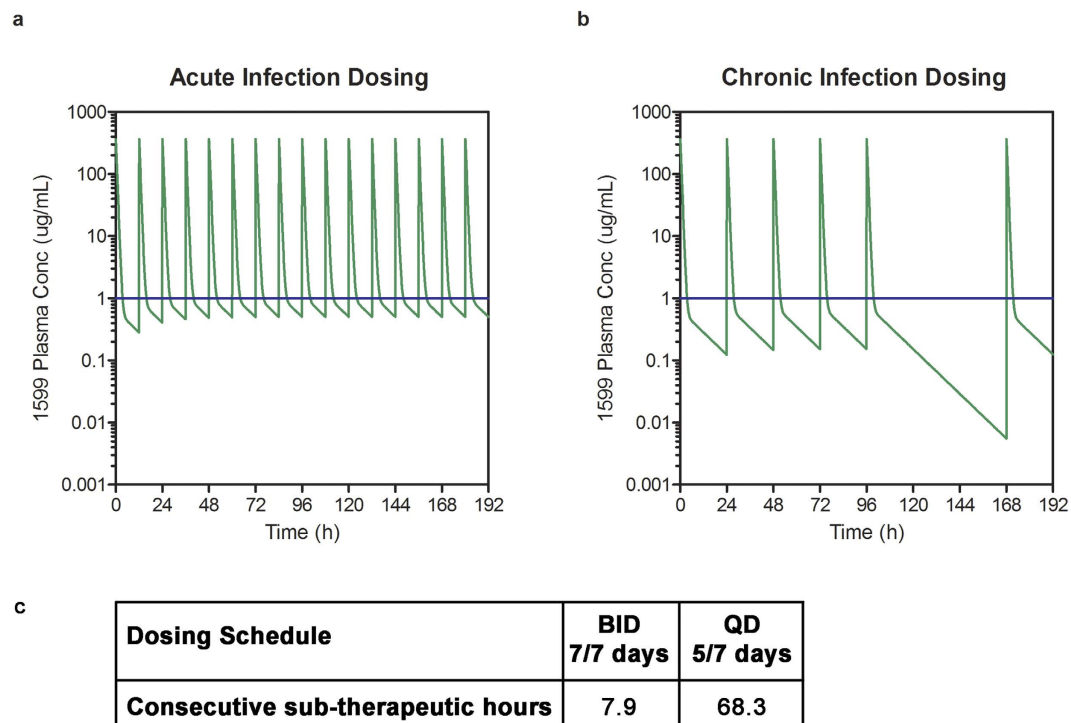 a
Acute Infection Dosing
1599 Plasma Conc (ug/mL)
1000
100
10
1
0.1
0.01
0.001
0 24 48 72 96 120 144 168 192
Time (h)
b
Chronic Infection Dosing
1599 Plasma Conc (ug/mL)
1000
100
10
1
0.1
0.01
0.001
0 24 48 72 96 120 144 168 192
Time (h)
c
Dosing Schedule BID 7/7 days QD 5/7 days
Consecutive sub-therapeutic hours 7.9 68.3